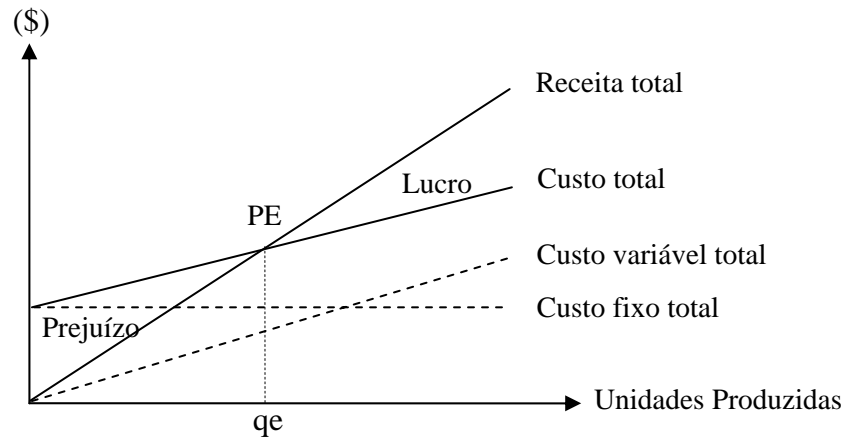 ($)
Receita total
Lucro
Custo total
PE
Custo variável total
Custo fixo total
Prejuízo
Unidades Produzidas
qe